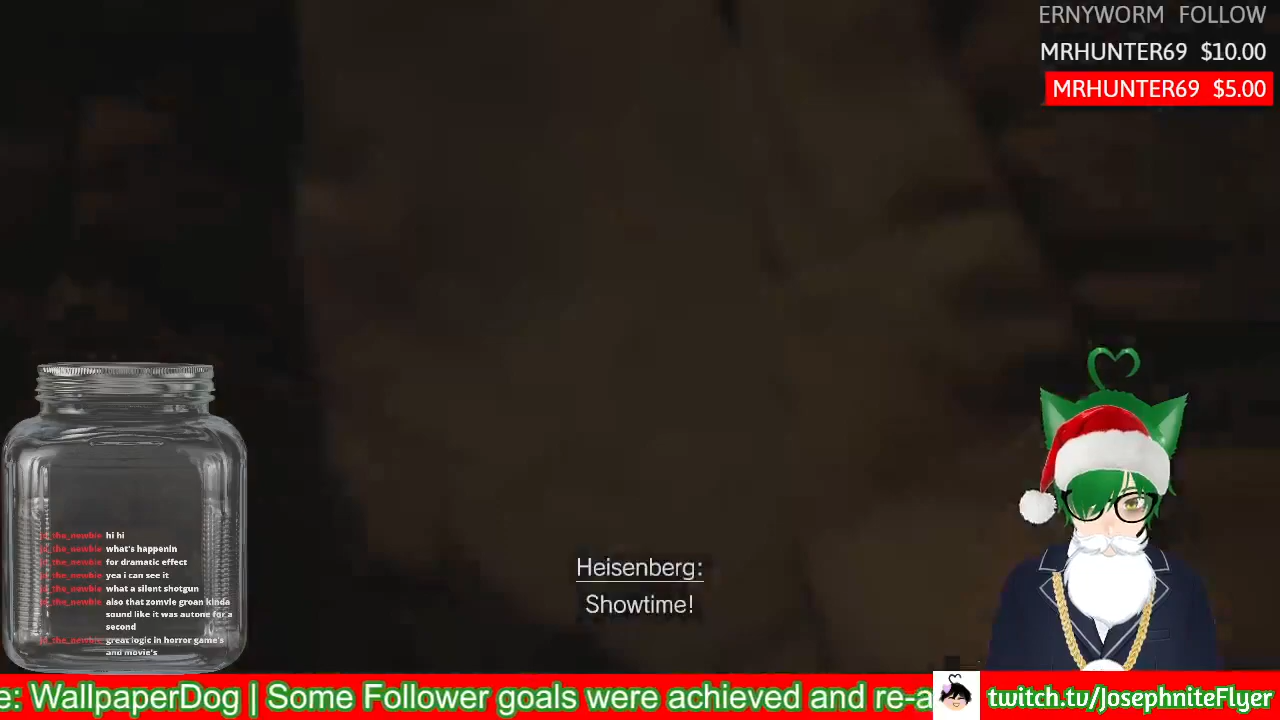 ERNYWORM FOLLOW
MRHUNTER69 $10.00
MRHUNTER69 $5.00
hi hi
what's happenin
for dramatic effect
yea i can see it
what a silent shotgun
also that zomvie groan kinda
sound like it was autone for a
second
great logic in horror game's
and movie's
Heisenberg:
Showtime!
e: WallpaperDog | Some Follower goals were achieved and re-a
twitch.tv/JosephniteFlyer